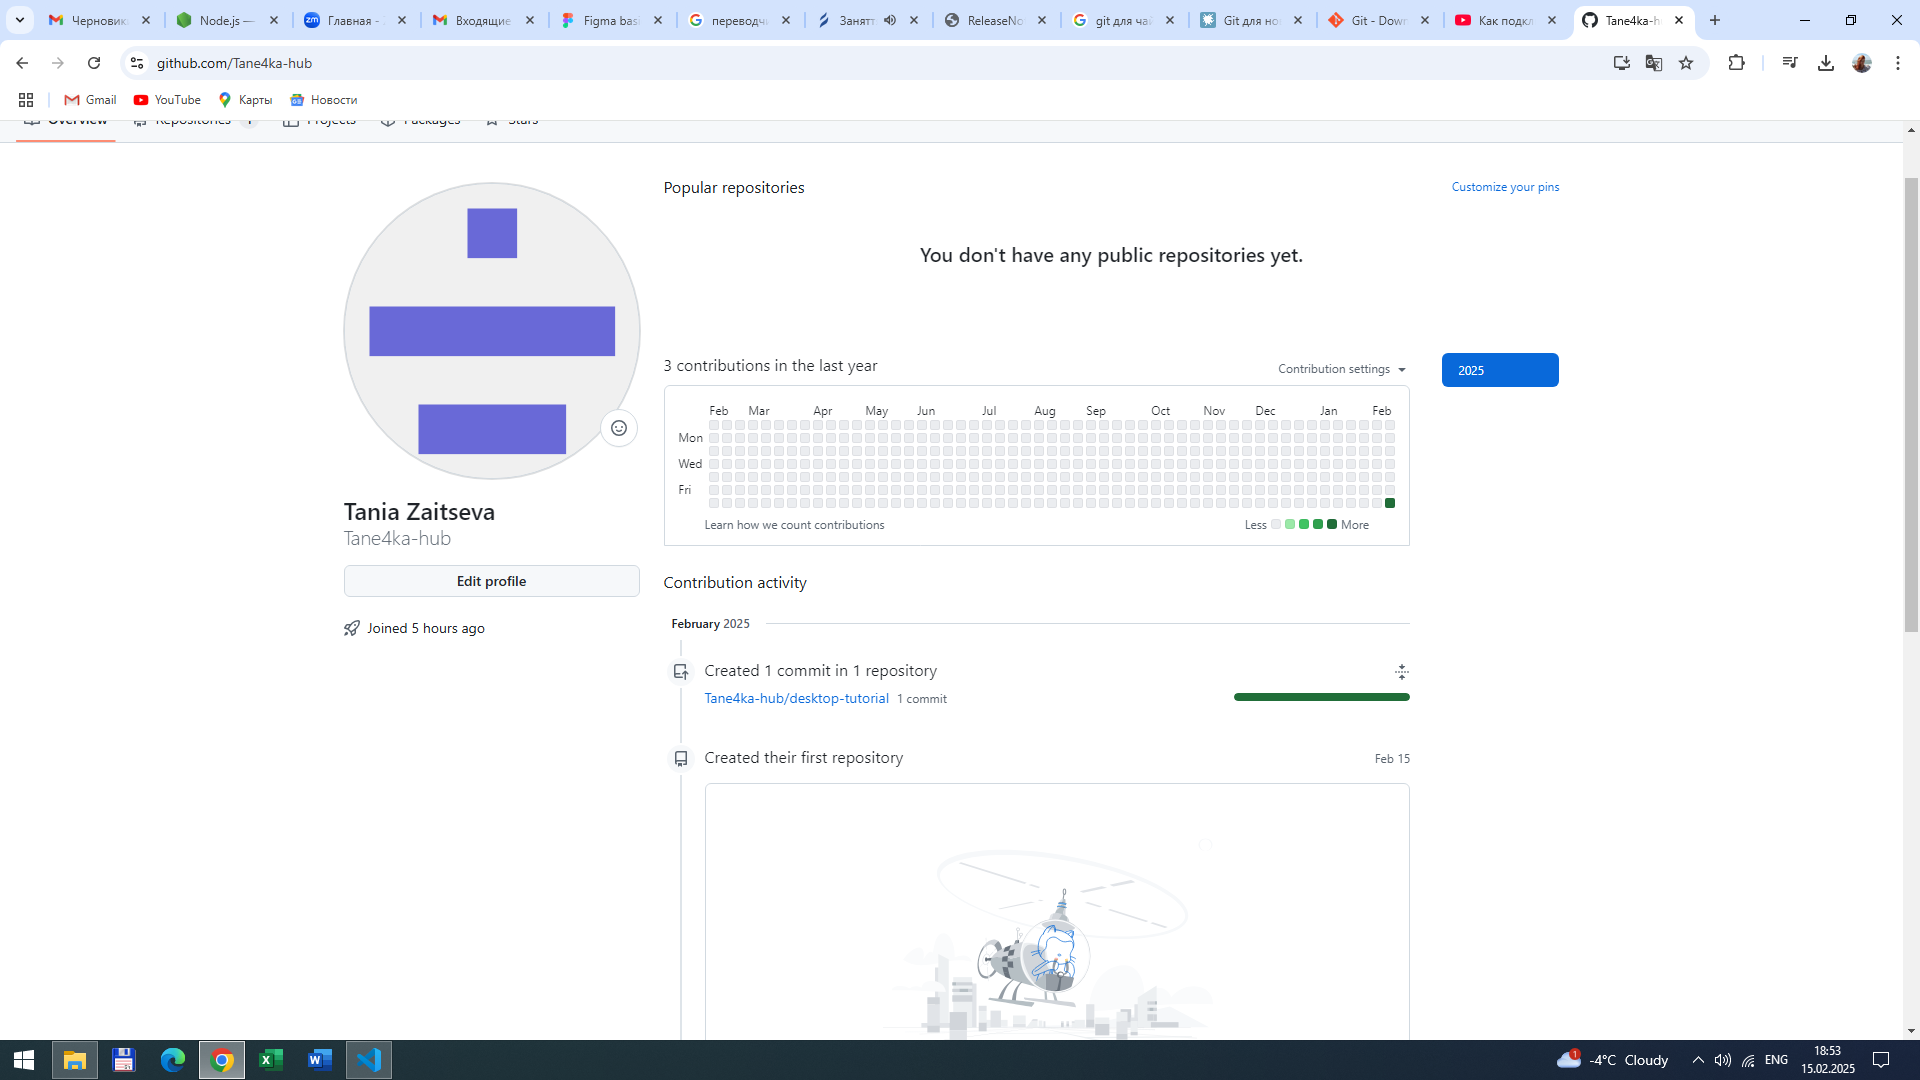 Черновик
Node.js —
Главная -
Входящие
Figma basi
переводч
Занят
ReleaseNo
git для чай
Git для нов
Git - Down
Как подкл
Tane4ka-h
github.com/Tane4ka-hub
Gmail
YouTube
Карты
Новости
Overview
Repositories 1
Projects
Packages
Stars
Popular repositories
Customize your pins
You don't have any public repositories yet.
3 contributions in the last year
Contribution settings
2025
Feb Mar Apr May Jun Jul Aug Sep Oct Nov Dec Jan Feb
Mon
Wed
Fri
Learn how we count contributions
Less More
Tania Zaitseva
Tane4ka-hub
Edit profile
Joined 5 hours ago
Contribution activity
February 2025
Created 1 commit in 1 repository
Tane4ka-hub/desktop-tutorial 1 commit
Created their first repository
Feb 15
1
-4°C Cloudy
ENG
18:53
15.02.2025